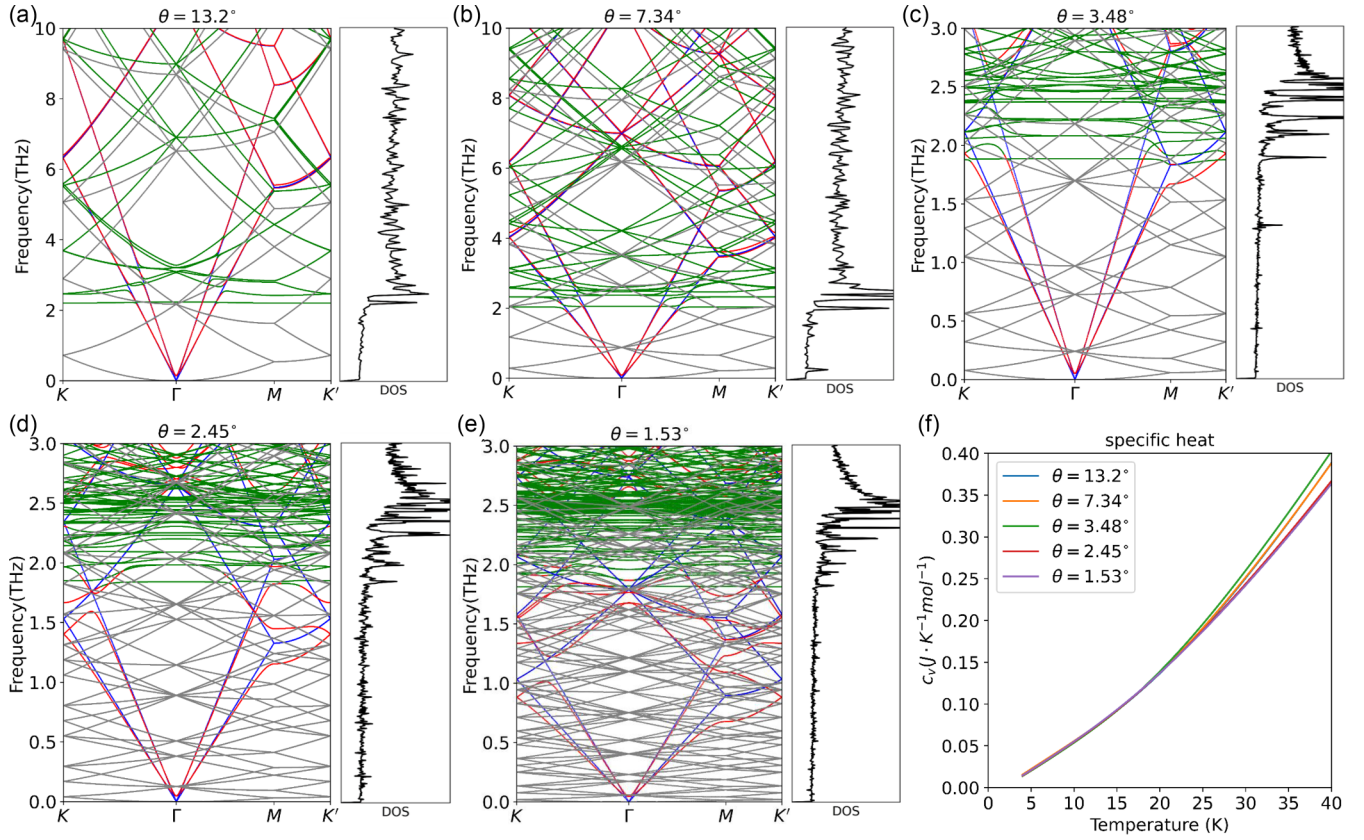 (a)
θ = 13.2°
10
8
6
4
2
0
Frequency(THz)
K Γ M K′
DOS
(b)
θ = 7.34°
10
8
6
4
2
0
Frequency(THz)
K Γ M K′
DOS
(c)
θ = 3.48°
3.0
2.5
2.0
1.5
1.0
0.5
0.0
Frequency(THz)
K Γ M K′
DOS
(d)
θ = 2.45°
3.0
2.5
2.0
1.5
1.0
0.5
0.0
Frequency(THz)
K Γ M K′
DOS
(e)
θ = 1.53°
3.0
2.5
2.0
1.5
1.0
0.5
0.0
Frequency(THz)
K Γ M K′
DOS
(f)
specific heat
0.40
0.35
0.30
0.25
0.20
0.15
0.10
0.05
0.00
c_v(J · K⁻¹mol⁻¹)
θ = 13.2°
θ = 7.34°
θ = 3.48°
θ = 2.45°
θ = 1.53°
0 5 10 15 20 25 30 35 40
Temperature (K)